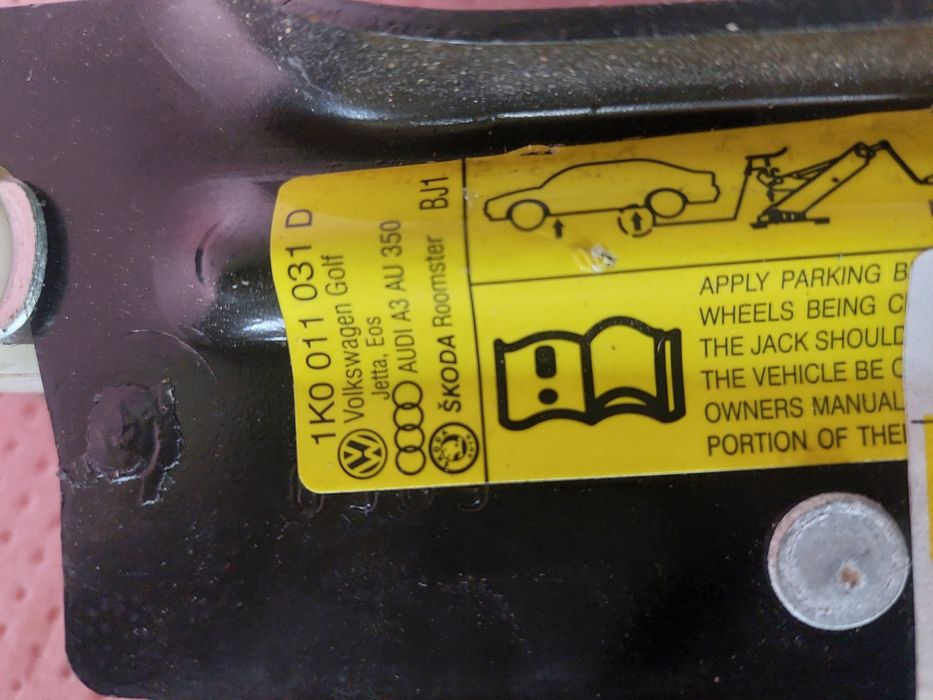 1K0 011 031 D
Volkswagen Golf
Jetta, Eos
AUDI A3 AU 350
ŠKODA Roomster BJ1
APPLY PARKING
WHEELS BEING
THE JACK SHOULD
THE VEHICLE BE
OWNERS MANUAL
PORTION OF